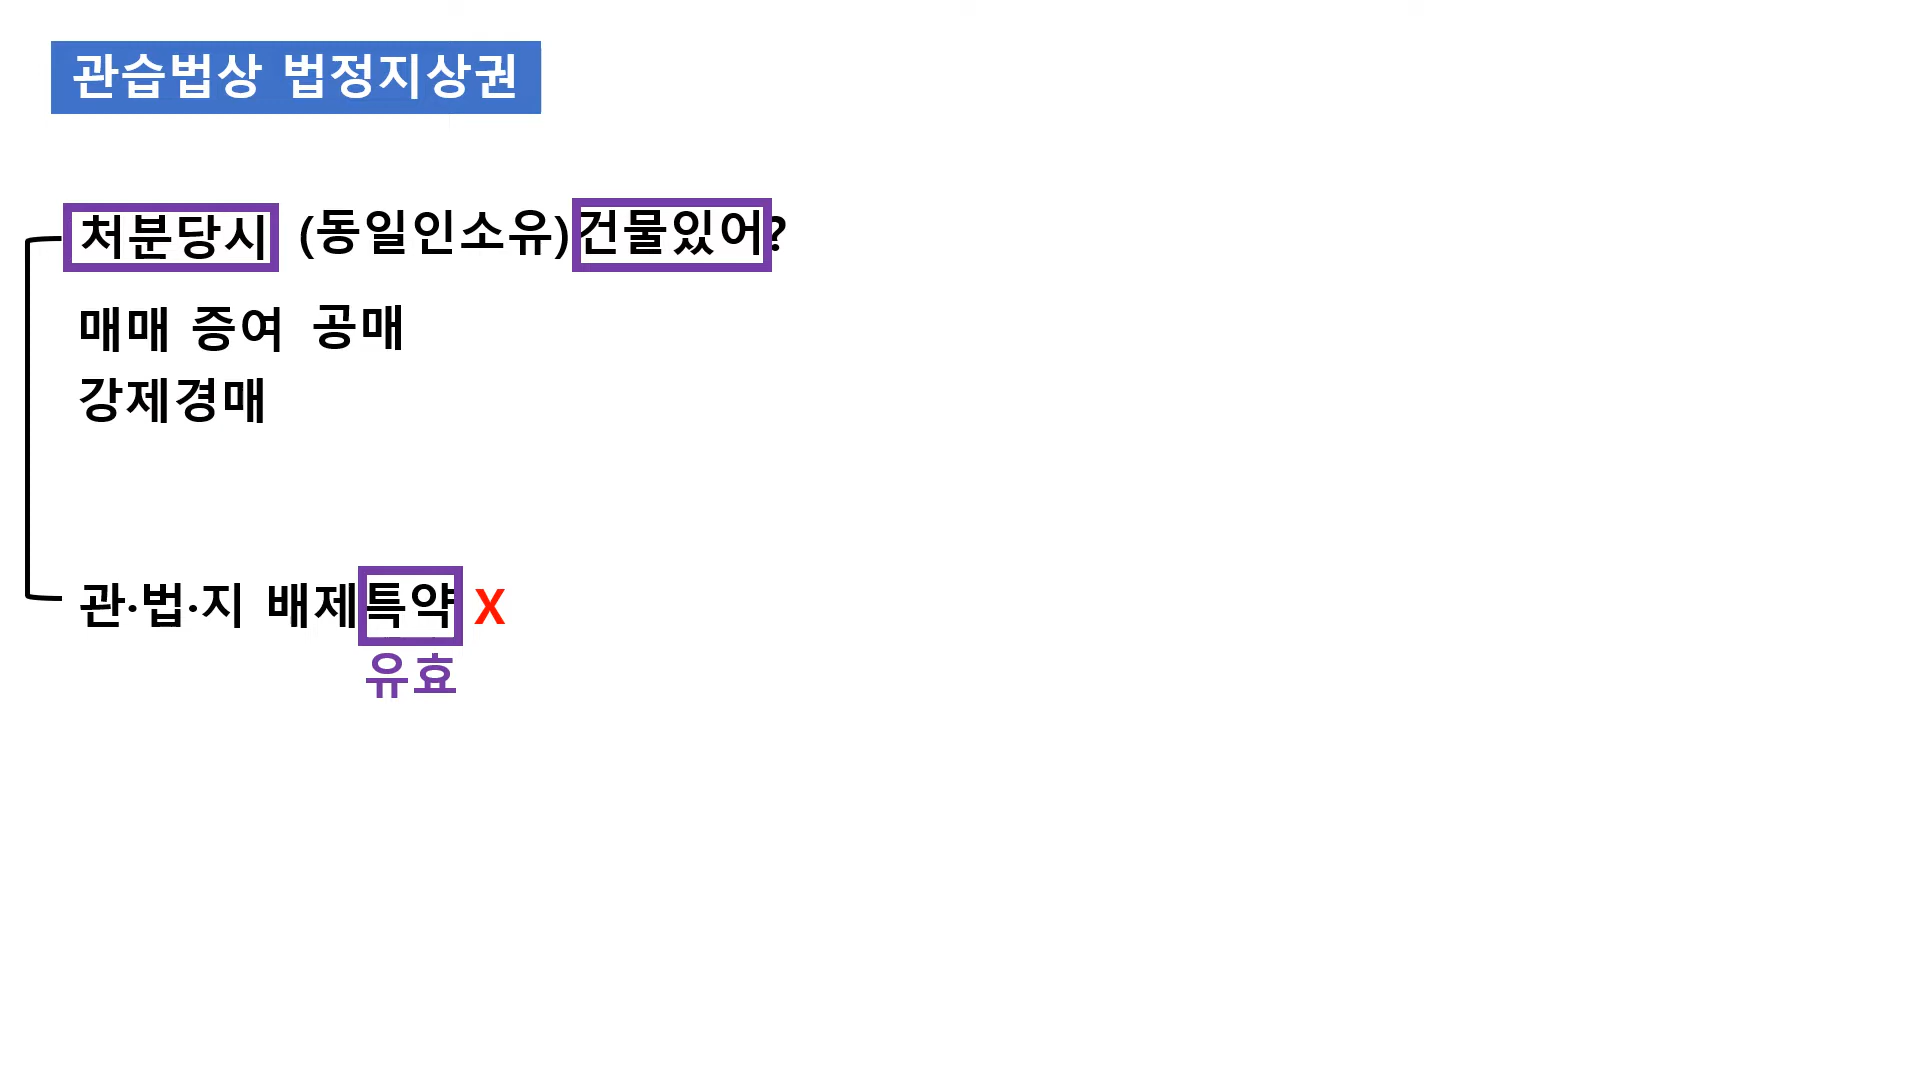 관습법상 법정지상권
처분당시 (동일인소유)건물있어?
매매 증여 공매
강제경매
관·법·지 배제특약 X
유효